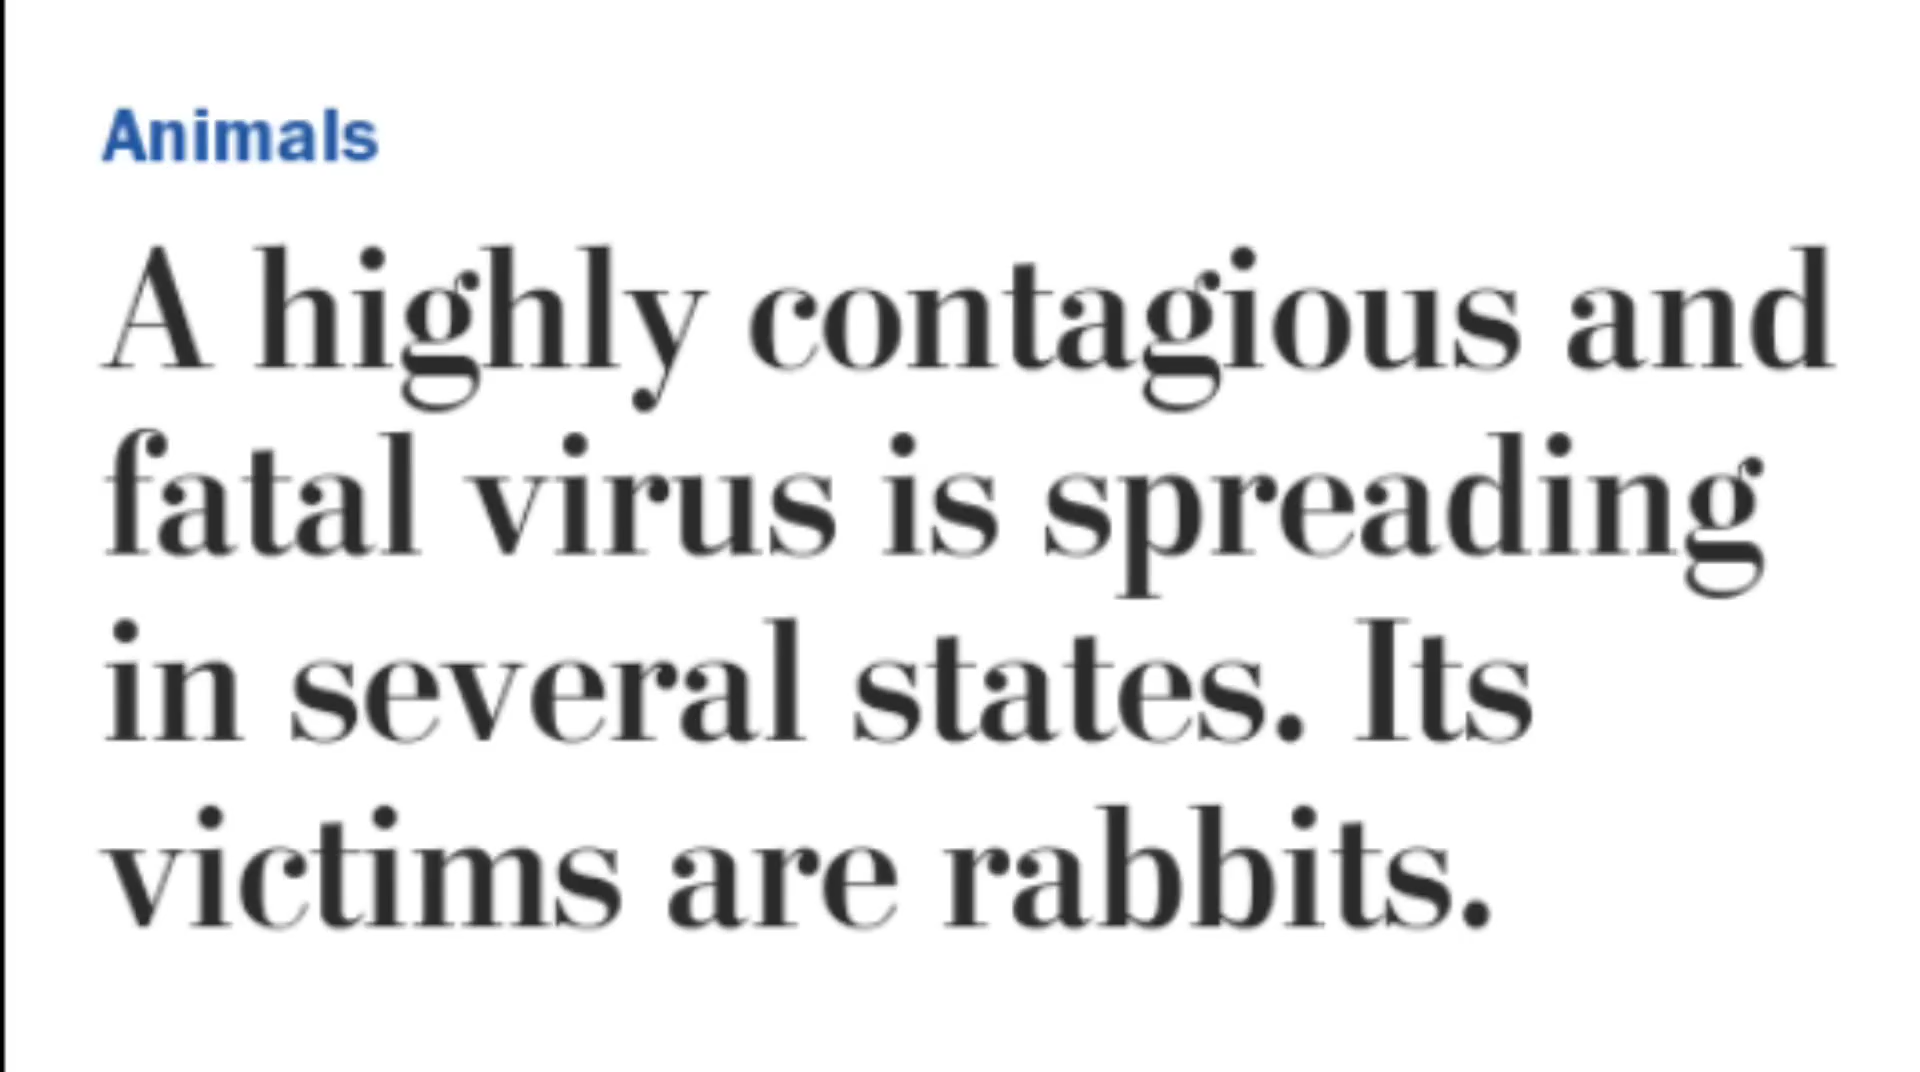 Animals
A highly contagious and
fatal virus is spreading
in several states. Its
victims are rabbits.